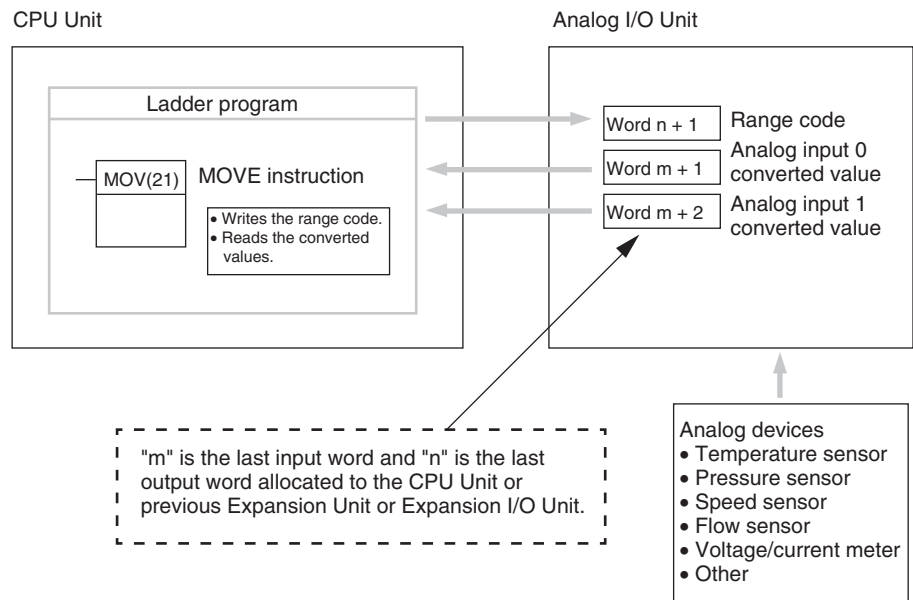 CPU Unit
Analog I/O Unit
Ladder program
MOV(21)
MOVE instruction
• Writes the range code.
• Reads the converted
values.
Word n + 1
Range code
Word m + 1
Analog input 0
converted value
Word m + 2
Analog input 1
converted value
"m" is the last input word and "n" is the last
output word allocated to the CPU Unit or
previous Expansion Unit or Expansion I/O Unit.
Analog devices
• Temperature sensor
• Pressure sensor
• Speed sensor
• Flow sensor
• Voltage/current meter
• Other